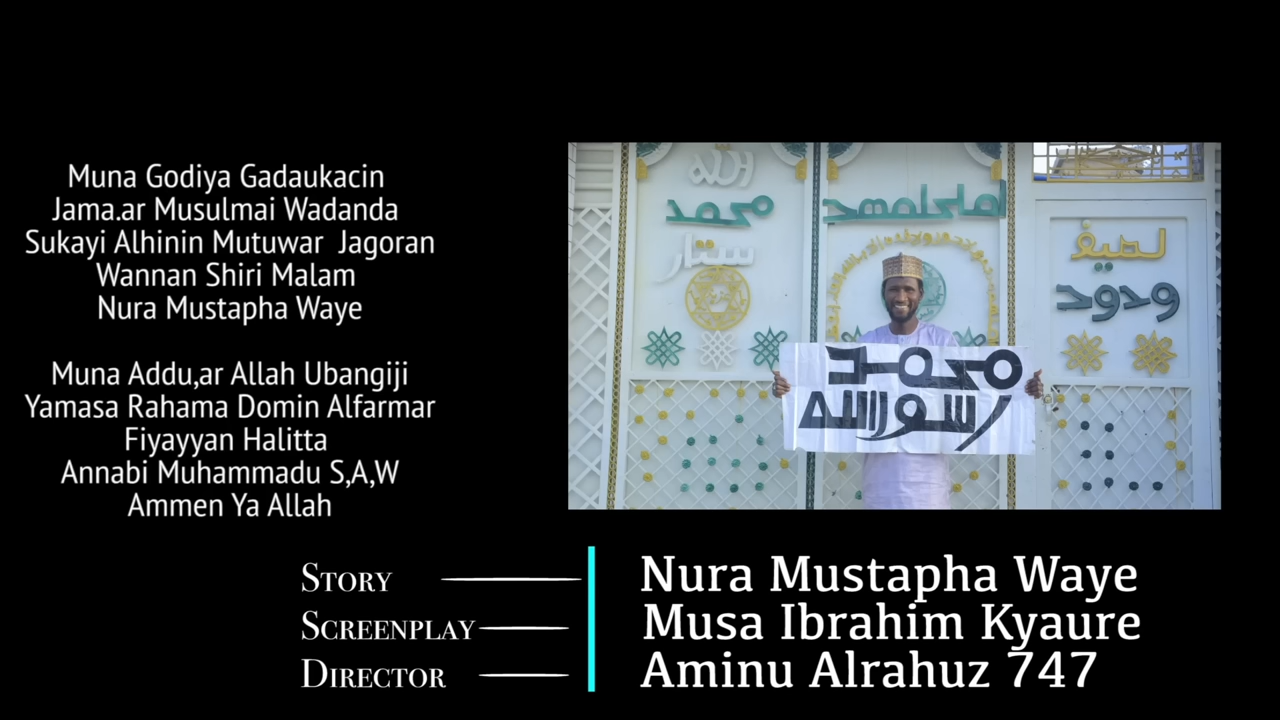 Muna Godiya Gadaukacin
Jama.ar Musulmai Wadanda
Sukayi Alhinin Mutuwar Jagoran
Wannan Shiri Malam
Nura Mustapha Waye
Muna Addu,ar Allah Ubangiji
Yamasa Rahama Domin Alfarmar
Fiyayyan Halitta
Annabi Muhammadu S,A,W
Ammen Ya Allah
الله
محمد
ستار
لطيف
ودود
محمد
رسول الله
Story Nura Mustapha Waye
Screenplay Musa Ibrahim Kyaure
Director Aminu Alrahuz 747